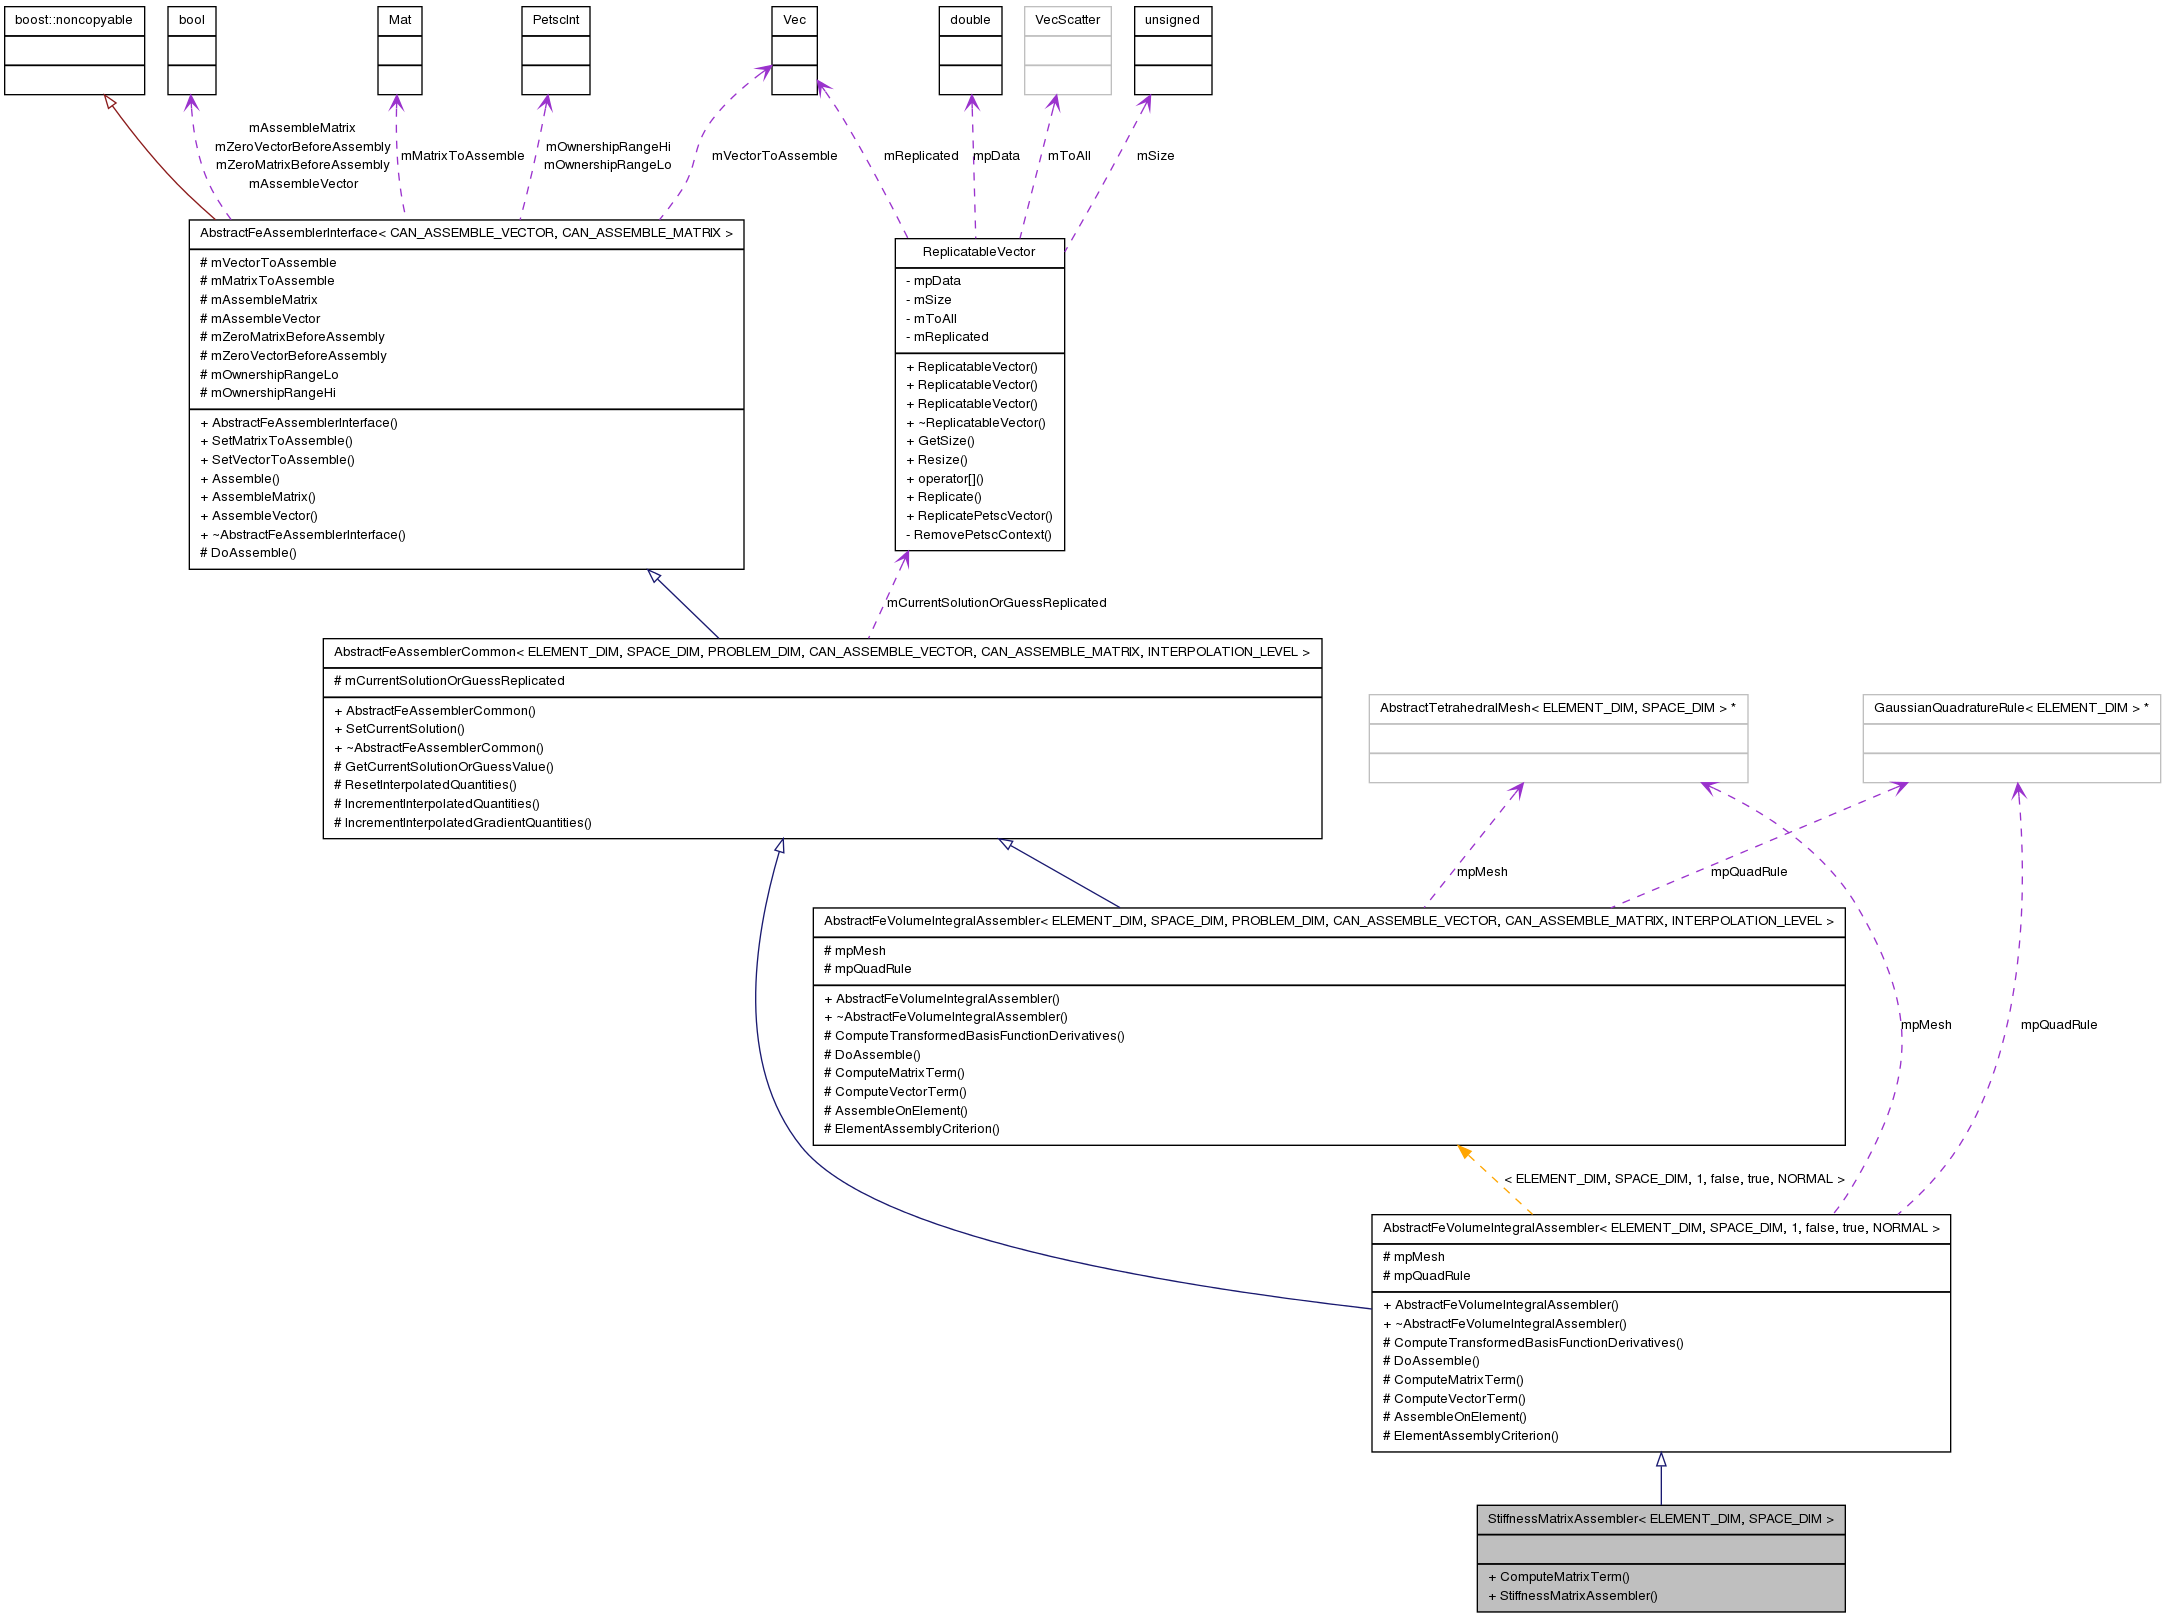 boost::noncopyable
bool
Mat
PetscInt
Vec
double
VecScatter
unsigned
mAssembleMatrix
mZeroVectorBeforeAssembly
mZeroMatrixBeforeAssembly
mAssembleVector
mMatrixToAssemble
mOwnershipRangeHi
mOwnershipRangeLo
mVectorToAssemble
mReplicated
mpData
mToAll
mSize
AbstractFeAssemblerInterface< CAN_ASSEMBLE_VECTOR, CAN_ASSEMBLE_MATRIX >
# mVectorToAssemble
# mMatrixToAssemble
# mAssembleMatrix
# mAssembleVector
# mZeroMatrixBeforeAssembly
# mZeroVectorBeforeAssembly
# mOwnershipRangeLo
# mOwnershipRangeHi
+ AbstractFeAssemblerInterface()
+ SetMatrixToAssemble()
+ SetVectorToAssemble()
+ Assemble()
+ AssembleMatrix()
+ AssembleVector()
+ ~AbstractFeAssemblerInterface()
# DoAssemble()
ReplicatableVector
- mpData
- mSize
- mToAll
- mReplicated
+ ReplicatableVector()
+ ReplicatableVector()
+ ReplicatableVector()
+ ~ReplicatableVector()
+ GetSize()
+ Resize()
+ operator[]()
+ Replicate()
+ ReplicatePetscVector()
- RemovePetscContext()
mCurrentSolutionOrGuessReplicated
AbstractFeAssemblerCommon< ELEMENT_DIM, SPACE_DIM, PROBLEM_DIM, CAN_ASSEMBLE_VECTOR, CAN_ASSEMBLE_MATRIX, INTERPOLATION_LEVEL >
# mCurrentSolutionOrGuessReplicated
+ AbstractFeAssemblerCommon()
+ SetCurrentSolution()
+ ~AbstractFeAssemblerCommon()
# GetCurrentSolutionOrGuessValue()
# ResetInterpolatedQuantities()
# IncrementInterpolatedQuantities()
# IncrementInterpolatedGradientQuantities()
AbstractTetrahedralMesh< ELEMENT_DIM, SPACE_DIM > *
GaussianQuadratureRule< ELEMENT_DIM > *
mpMesh
mpQuadRule
AbstractFeVolumeIntegralAssembler< ELEMENT_DIM, SPACE_DIM, PROBLEM_DIM, CAN_ASSEMBLE_VECTOR, CAN_ASSEMBLE_MATRIX, INTERPOLATION_LEVEL >
# mpMesh
# mpQuadRule
+ AbstractFeVolumeIntegralAssembler()
+ ~AbstractFeVolumeIntegralAssembler()
# ComputeTransformedBasisFunctionDerivatives()
# DoAssemble()
# ComputeMatrixTerm()
# ComputeVectorTerm()
# AssembleOnElement()
# ElementAssemblyCriterion()
mpMesh
mpQuadRule
< ELEMENT_DIM, SPACE_DIM, 1, false, true, NORMAL >
AbstractFeVolumeIntegralAssembler< ELEMENT_DIM, SPACE_DIM, 1, false, true, NORMAL >
# mpMesh
# mpQuadRule
+ AbstractFeVolumeIntegralAssembler()
+ ~AbstractFeVolumeIntegralAssembler()
# ComputeTransformedBasisFunctionDerivatives()
# DoAssemble()
# ComputeMatrixTerm()
# ComputeVectorTerm()
# AssembleOnElement()
# ElementAssemblyCriterion()
StiffnessMatrixAssembler< ELEMENT_DIM, SPACE_DIM >
+ ComputeMatrixTerm()
+ StiffnessMatrixAssembler()